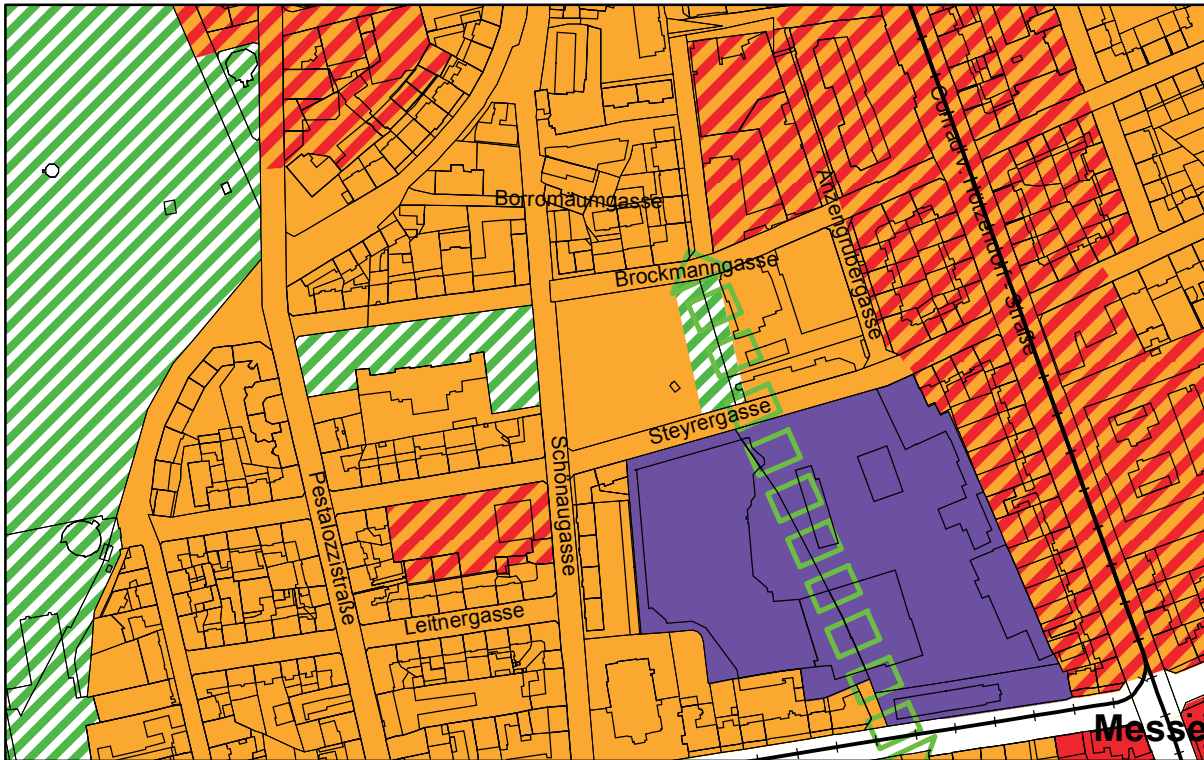 Conrad v. Hötzendorf - Straße
Borromäumgasse
Anzengrubergasse
Brockmanngasse
Steyrergasse
Schönaugasse
Pestalozzistraße
Leitnergasse
Messe